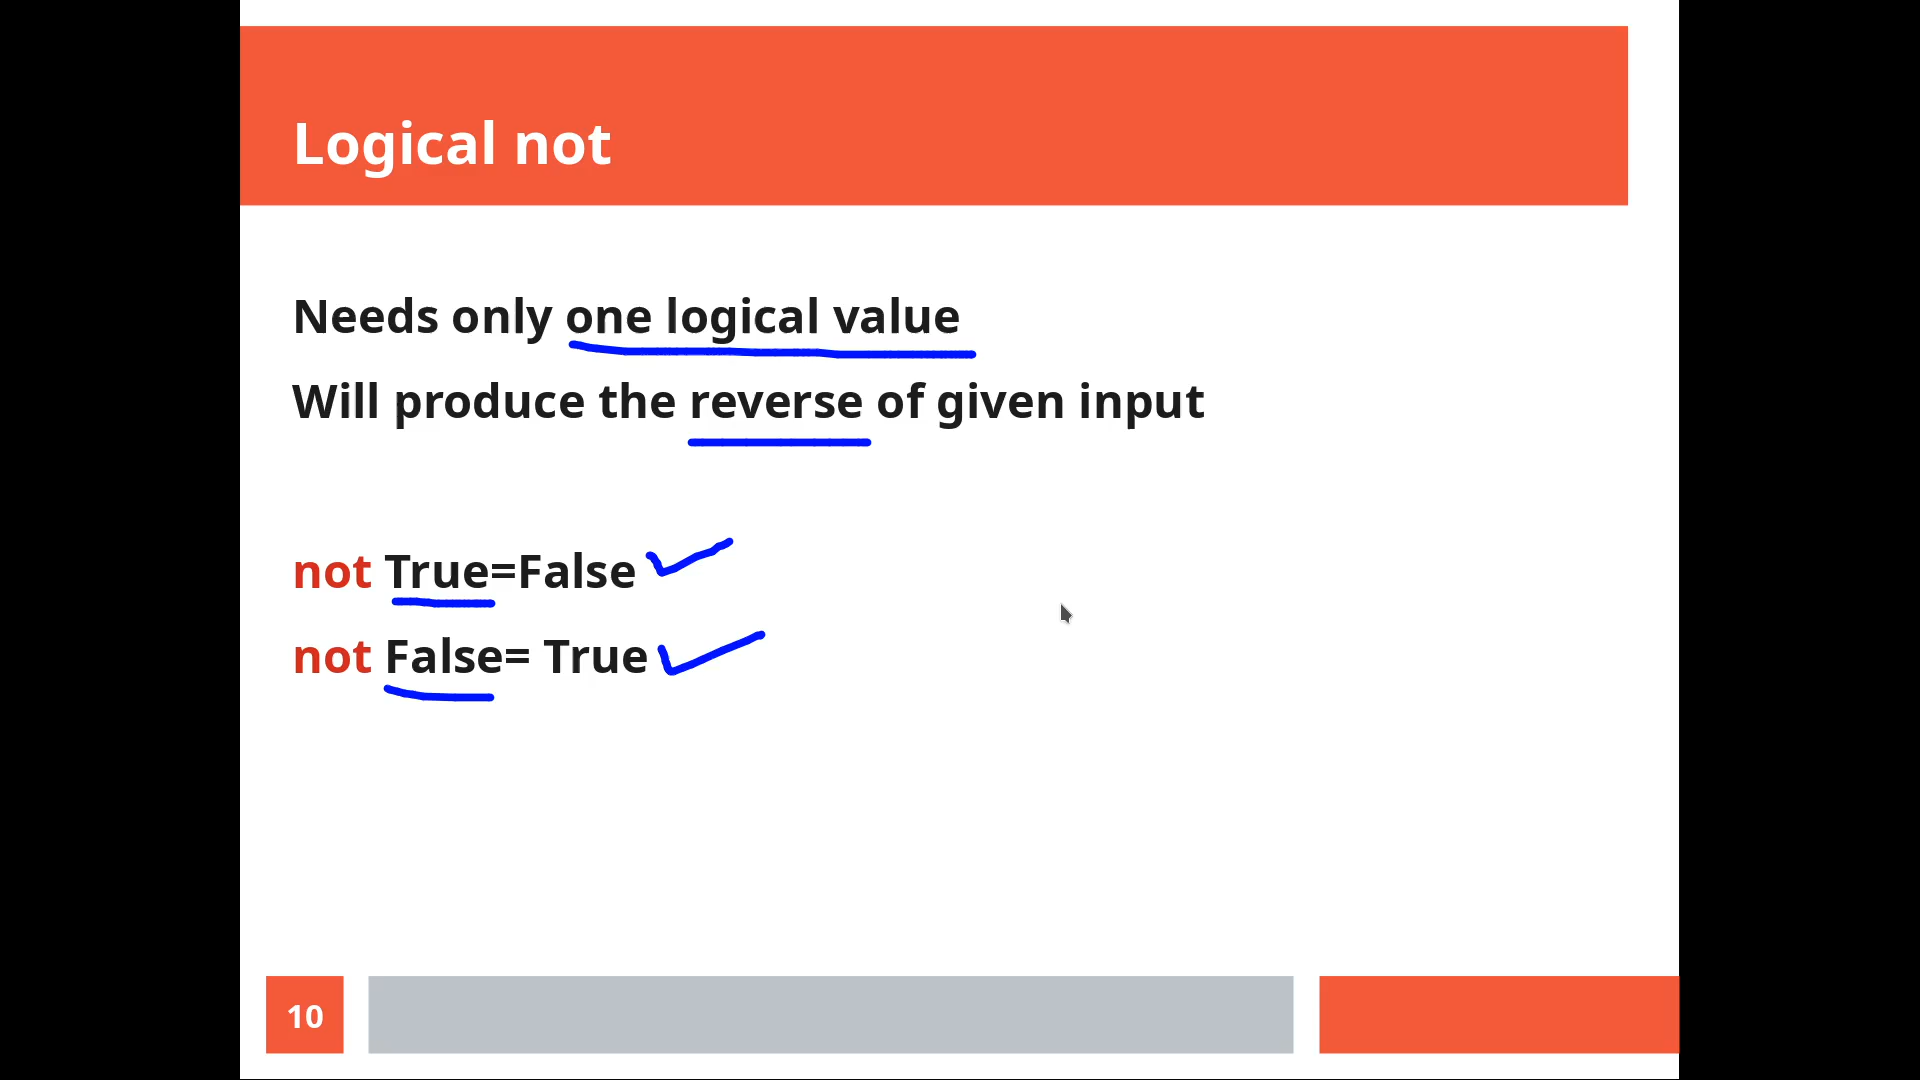 Logical not
Needs only one logical value
Will produce the reverse of given input
not True=False
not False= True
10